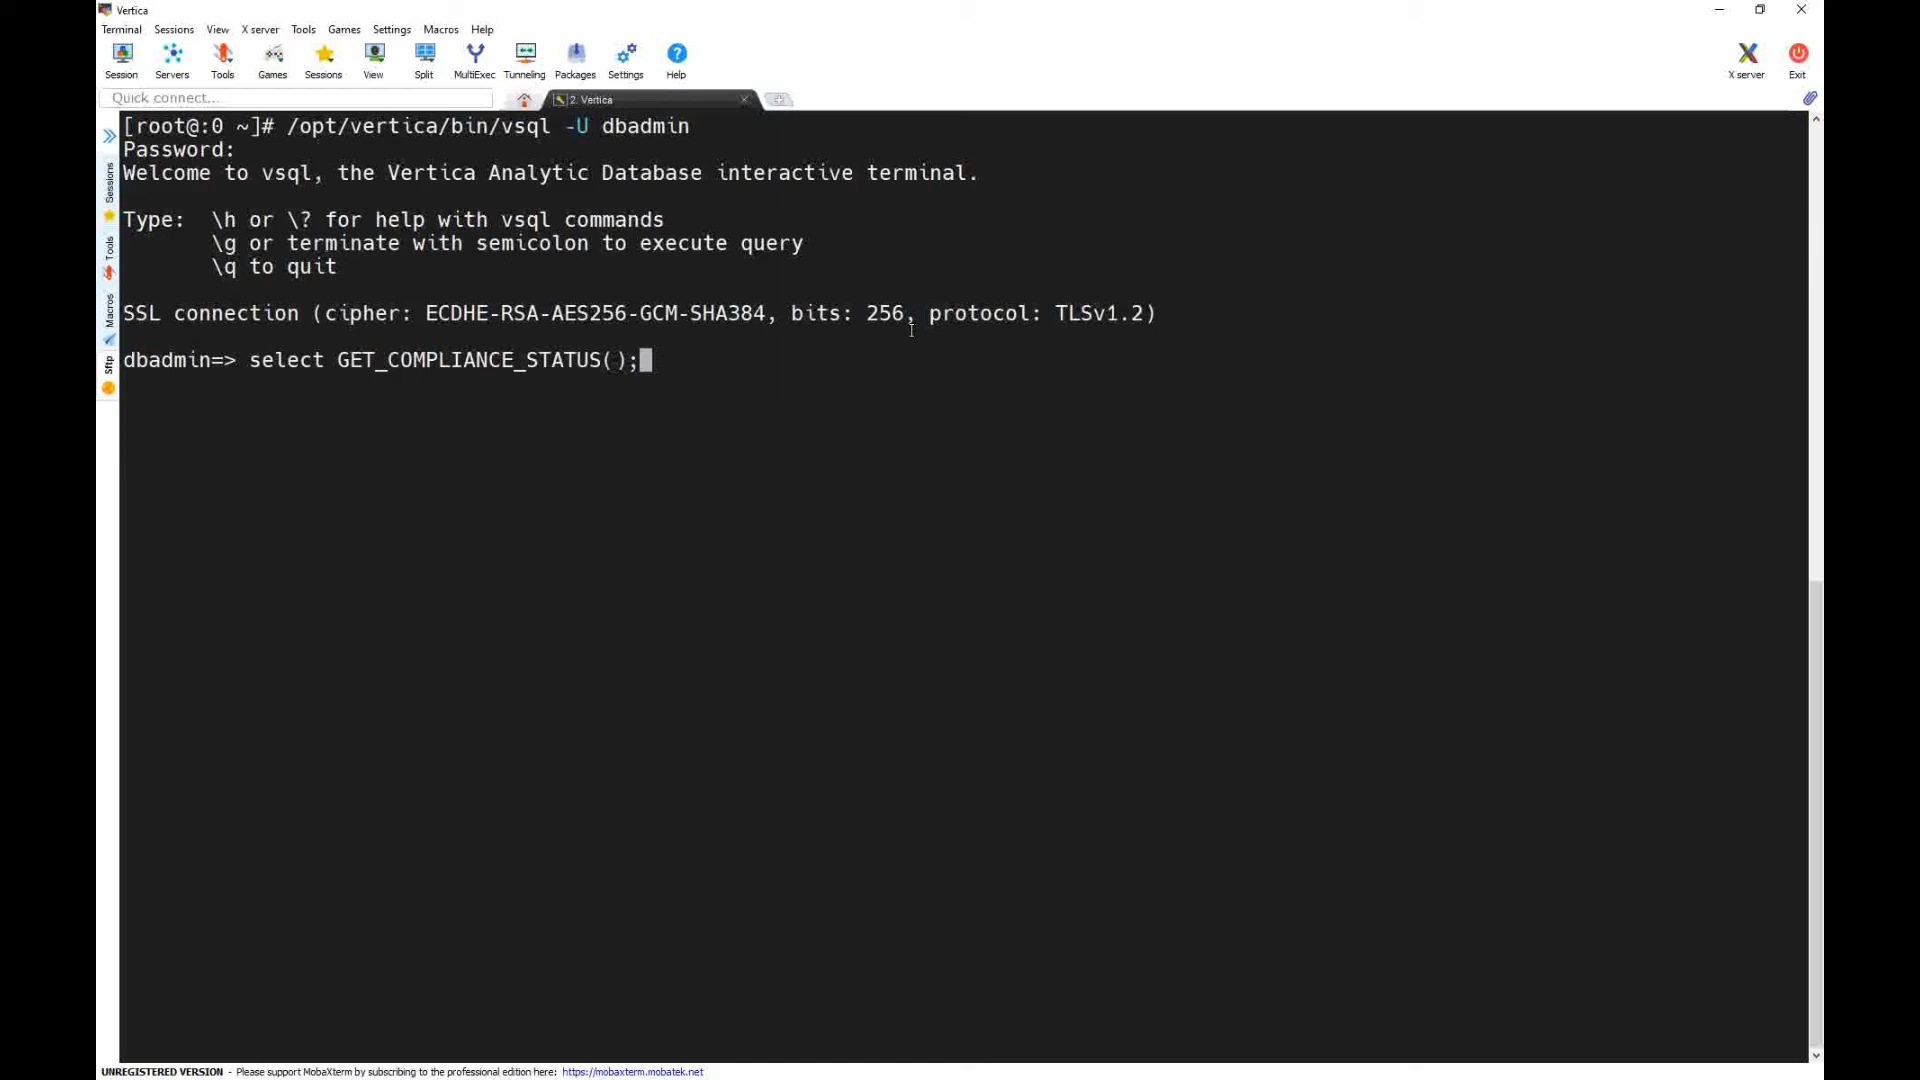 Vertica
Terminal Sessions View X server Tools Games Settings Macros Help
Session Servers Tools Games Sessions View Split MultiExec Tunneling Packages Settings Help X server Exit
Quick connect... 2. Vertica
[root@:0 ~]# /opt/vertica/bin/vsql -U dbadmin
Password:
Welcome to vsql, the Vertica Analytic Database interactive terminal.
Type:  \h or \? for help with vsql commands
\g or terminate with semicolon to execute query
\q to quit
SSL connection (cipher: ECDHE-RSA-AES256-GCM-SHA384, bits: 256, protocol: TLSv1.2)
dbadmin=> select GET_COMPLIANCE_STATUS();
Sessions
Tools
Macros
Sftp
UNREGISTERED VERSION - Please support MobaXterm by subscribing to the professional edition here: https://mobaxterm.mobatek.net